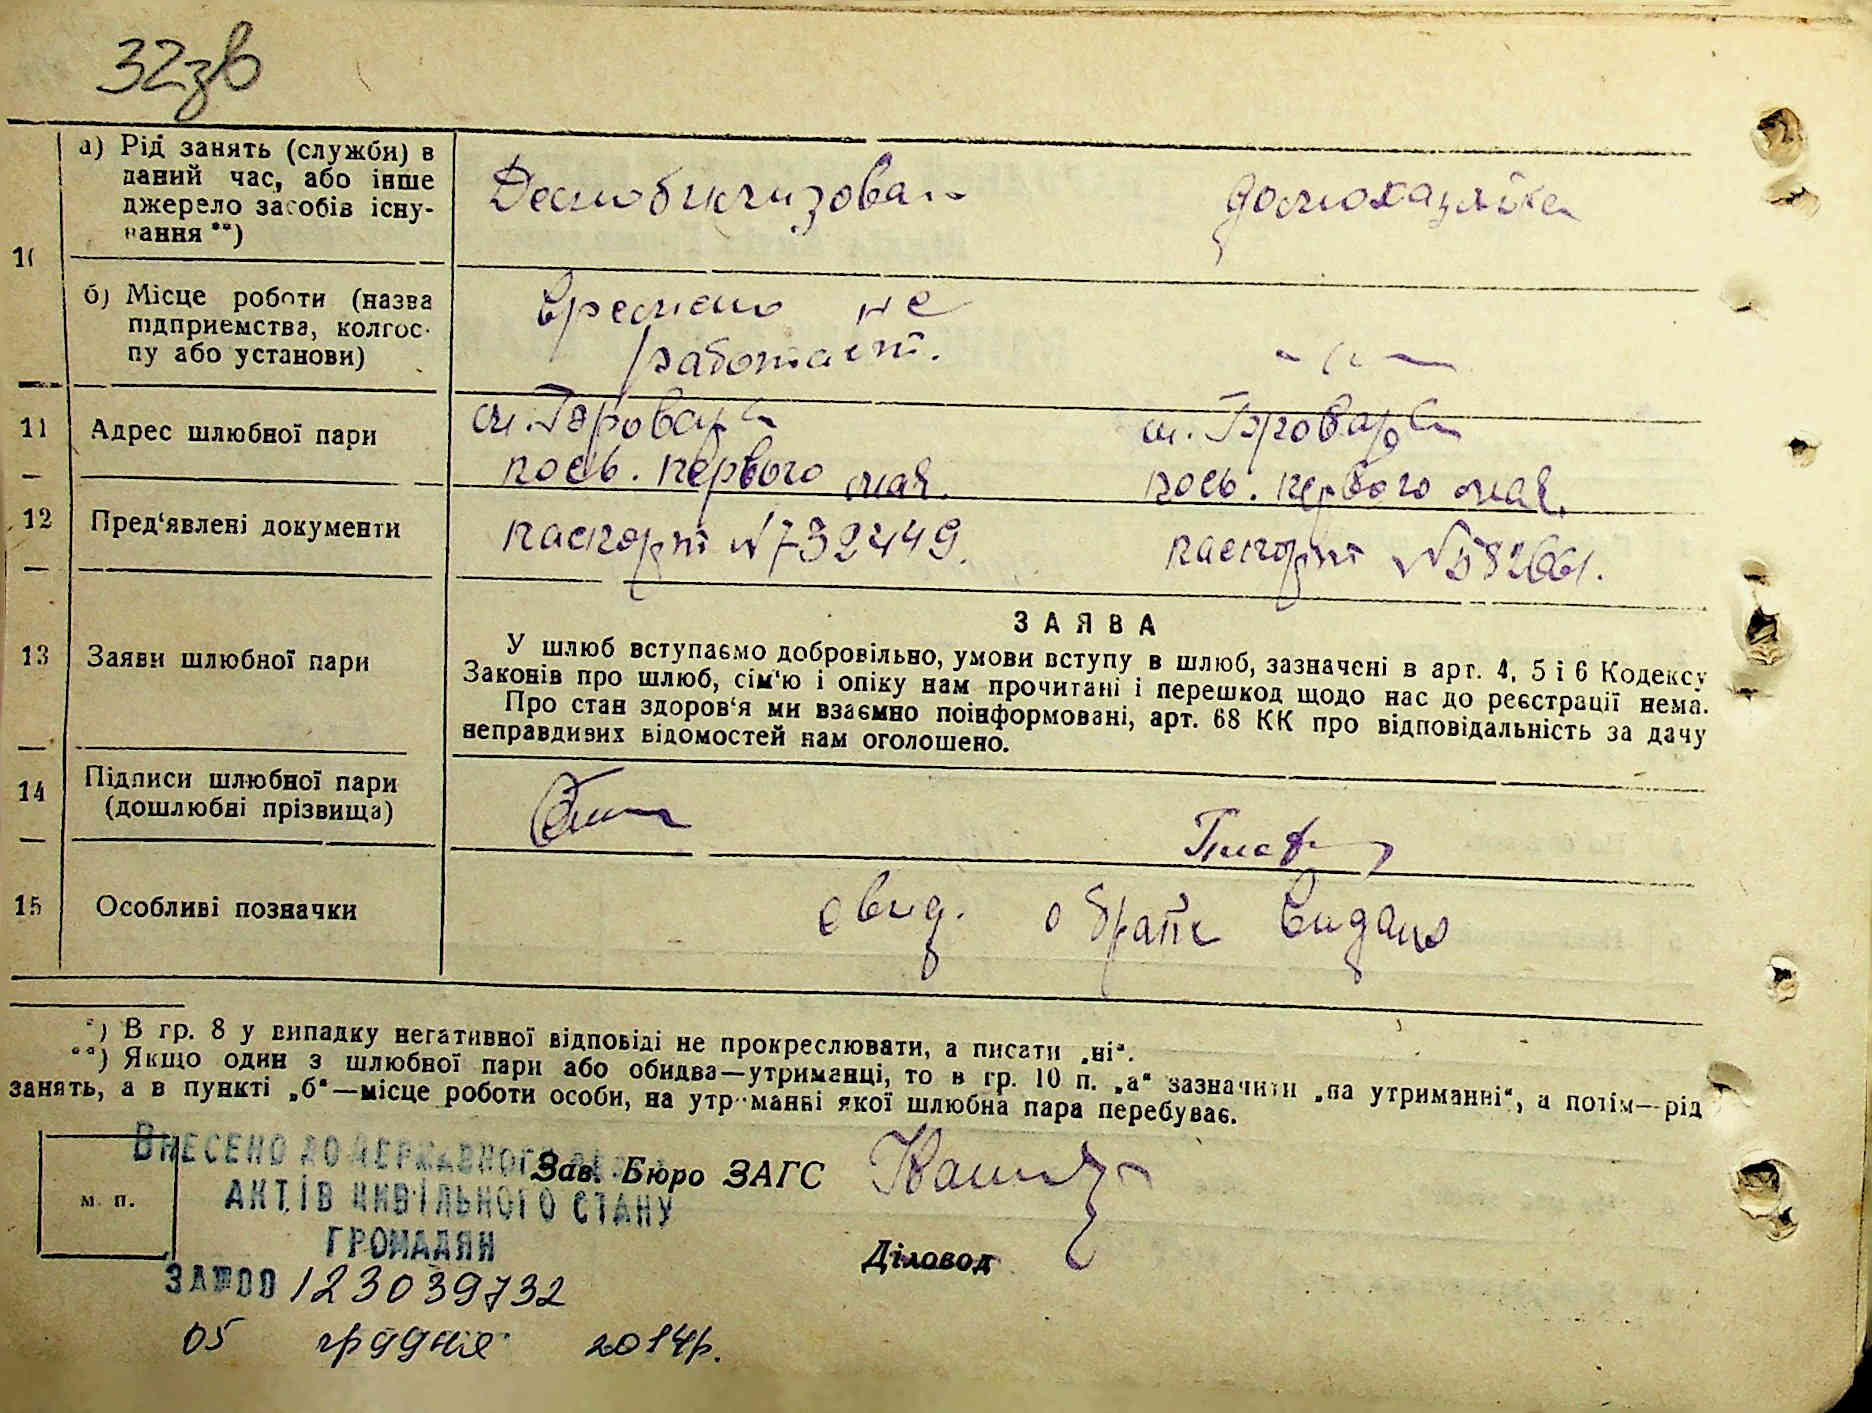 32зв
10
а) Рід занять (служби) в
даний час, або інше
джерело засобів існу-
вання **)
Демобилизован
домохазяйка
б) Місце роботи (назва
підприємства, колгос-
пу або установи)
Времено не
работает.
- " -
11 Адрес шлюбної пари
м. Бровары
пось. первого мая.
м. Бровары
пось. первого мая.
12 Пред'явлені документи
паспорт №732449.
паспорт №582661.
13 Заяви шлюбної пари
ЗАЯВА
У шлюб вступаємо добровільно, умови вступу в шлюб, зазначені в арт. 4, 5 і 6 Кодексу
Законів про шлюб, сім'ю і опіку нам прочитані і перешкод щодо нас до реєстрації нема.
Про стан здоров'я ми взаємно поінформовані, арт. 68 КК про відповідальність за дачу
неправдивих відомостей нам оголошено.
14 Підписи шлюбної пари
(дошлюбні прізвища)
15 Особливі позначки
свид. о браке видано
*) В гр. 8 у випадку негативної відповіді не прокреслювати, а писати „ні“.
**) Якщо один з шлюбної пари або обидва—утриманці, то в гр. 10 п. „а“ зазначити „на утриманні“, а потім—рід
занять, а в пункті „б“—місце роботи особи, на утриманні якої шлюбна пара перебуває.
ВНЕСЕНО ДО ДЕРЖАВНОГО
Зав. Бюро ЗАГС
м. п.
АКТІВ ЦИВІЛЬНОГО СТАНУ
ГРОМАДЯН
Діловод
ЗА №00 123039732
05 грудня 2014р.